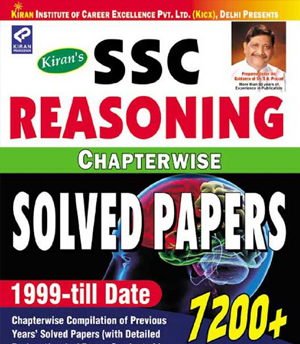 KIRAN INSTITUTE OF CAREER EXCELLENCE PVT. LTD. (KICX), DELHI PRESENTS
KIRAN
Kiran's
SSC
REASONING
CHAPTERWISE
SOLVED PAPERS
1999-till Date
7200+
Chapterwise Compilation of Previous
Years' Solved Papers (with Detailed